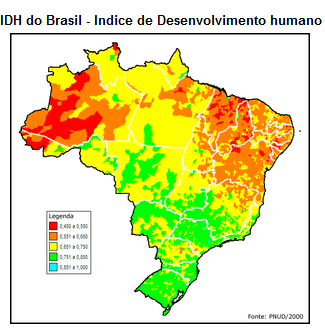 IDH do Brasil - Indice de Desenvolvimento humano
Legenda
0,450 a 0,550
0,551 a 0,650
0,651 a 0,750
0,751 a 0,850
0,851 a 1,000
Fonte: PNUD/2000